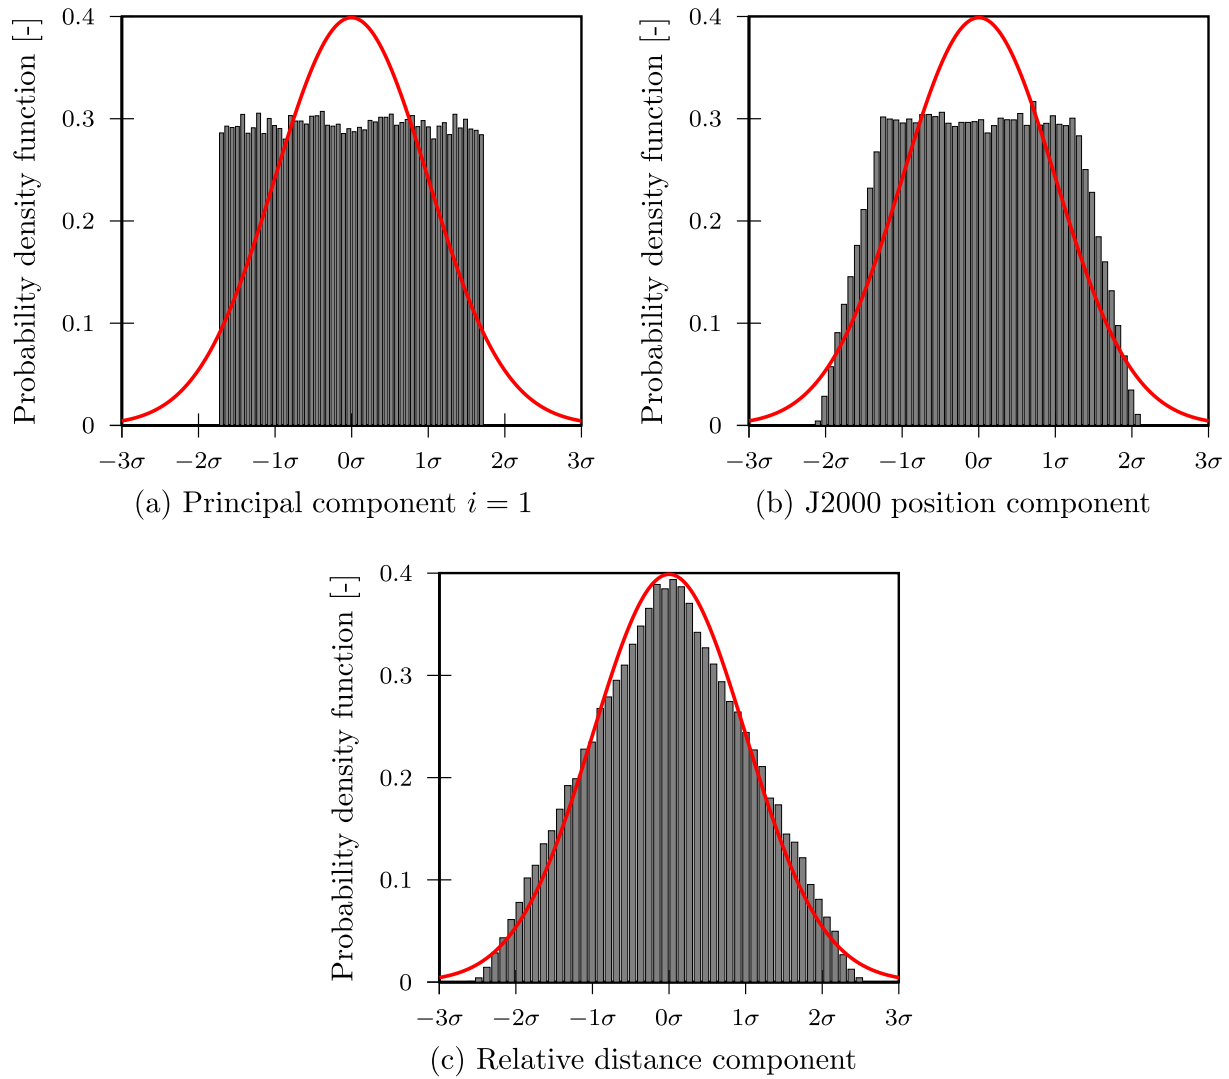 Probability density function [-]
0.4
0.3
0.2
0.1
0
−3σ −2σ −1σ 0σ 1σ 2σ 3σ
(a) Principal component i = 1
Probability density function [-]
0.4
0.3
0.2
0.1
0
−3σ −2σ −1σ 0σ 1σ 2σ 3σ
(b) J2000 position component
Probability density function [-]
0.4
0.3
0.2
0.1
0
−3σ −2σ −1σ 0σ 1σ 2σ 3σ
(c) Relative distance component